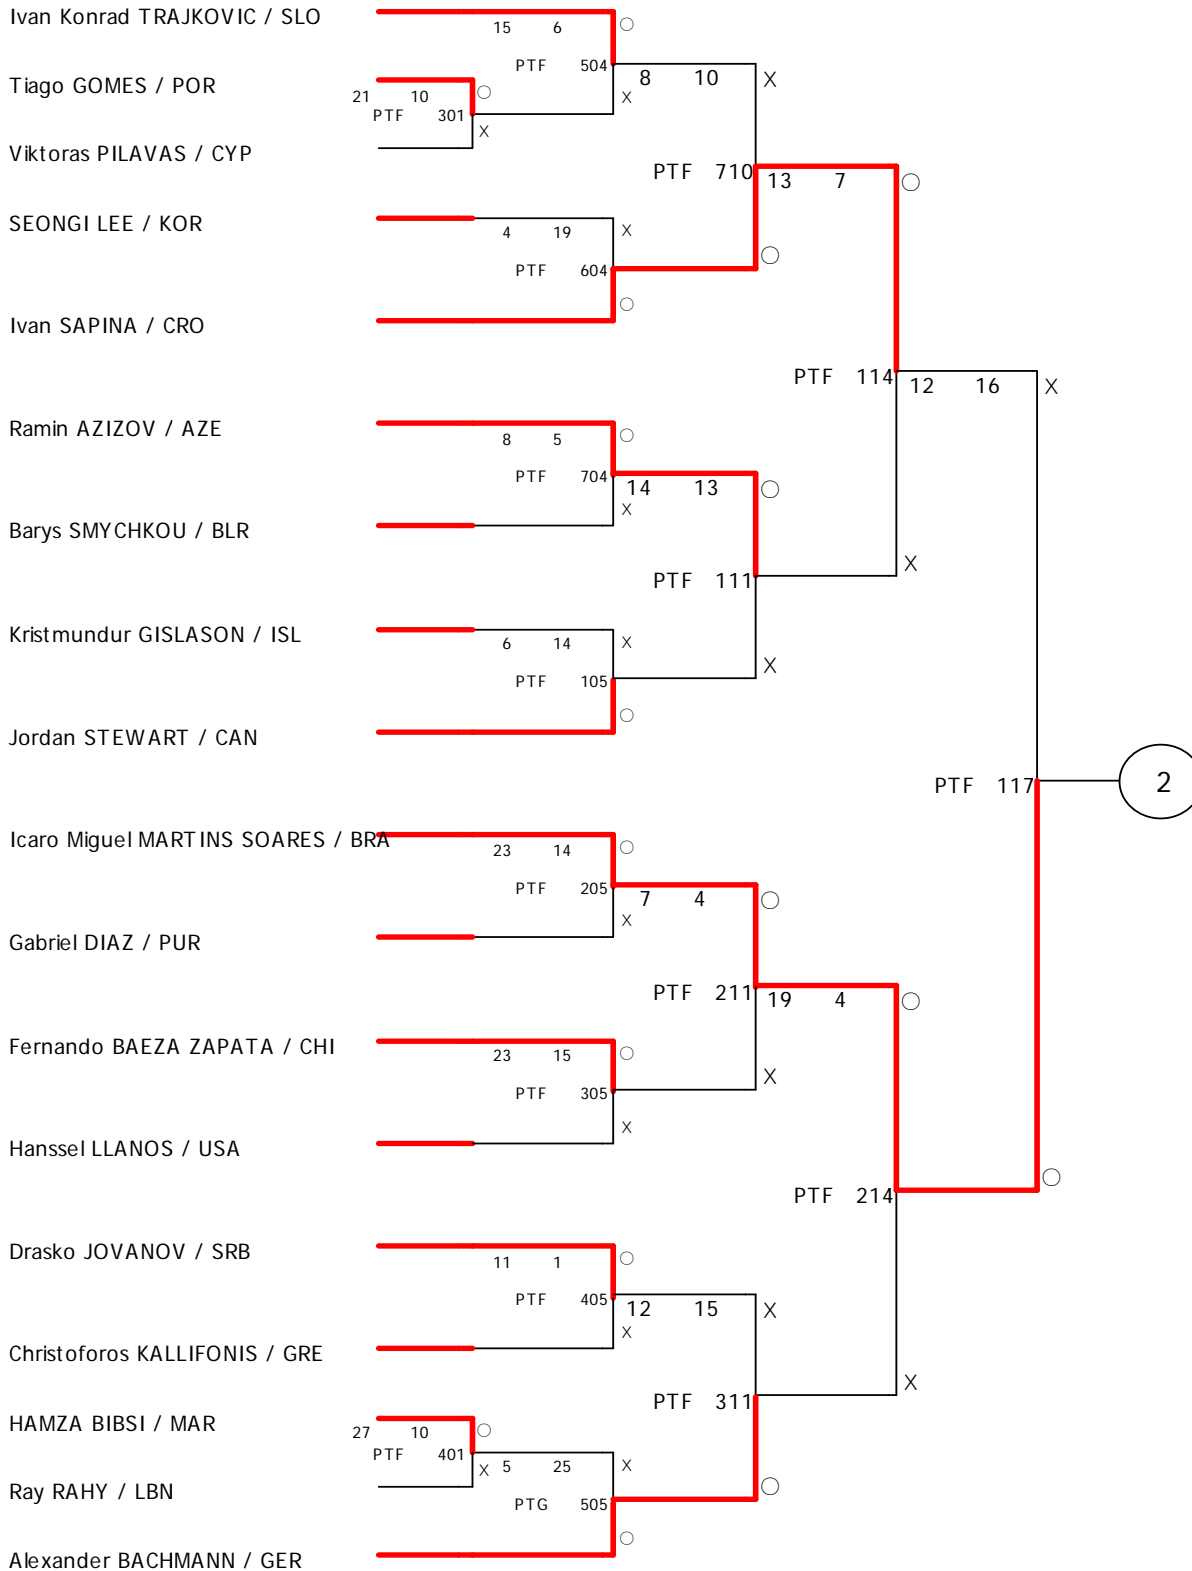 Ivan Konrad TRAJKOVIC / SLO
15 6 ○
PTF 504
8 10 X
Tiago GOMES / POR
21 10 ○ X
PTF 301
X
Viktoras PILAVAS / CYP
PTF 710
13 7 ○
SEONGI LEE / KOR
4 19 X
○
PTF 604
○
Ivan SAPINA / CRO
PTF 114
12 16 X
Ramin AZIZOV / AZE
8 5 ○
PTF 704
14 13 ○
X
Barys SMYCHKOU / BLR
X
PTF 111
Kristmundur GISLASON / ISL
6 14 X
X
PTF 105
○
Jordan STEWART / CAN
PTF 117
2
Icaro Miguel MARTINS SOARES / BRA
23 14 ○
PTF 205
7 4 ○
X
Gabriel DIAZ / PUR
PTF 211
19 4 ○
Fernando BAEZA ZAPATA / CHI
23 15 ○
X
PTF 305
X
Hanssel LLANOS / USA
○
PTF 214
Drasko JOVANOV / SRB
11 1 ○
PTF 405
12 15 X
X
Christoforos KALLIFONIS / GRE
X
PTF 311
HAMZA BIBSI / MAR
27 10 ○
PTF 401
X 5 25 X
Ray RAHY / LBN
○
PTG 505
○
Alexander BACHMANN / GER